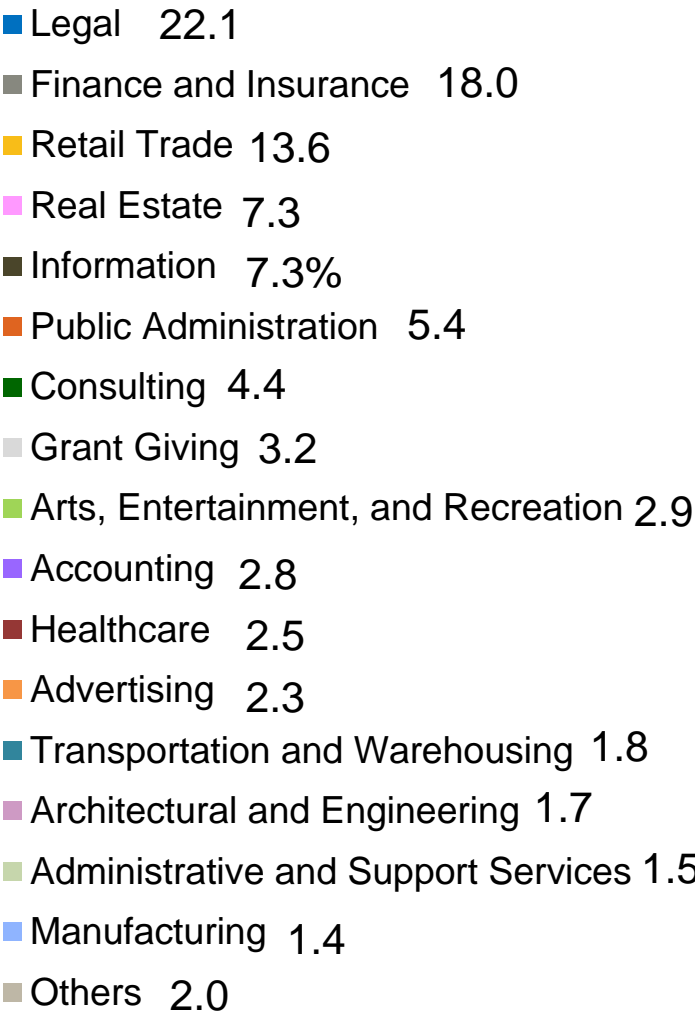 Legal 22.1
Finance and Insurance 18.0
Retail Trade 13.6
Real Estate 7.3
Information 7.3%
Public Administration 5.4
Consulting 4.4
Grant Giving 3.2
Arts, Entertainment, and Recreation 2.9
Accounting 2.8
Healthcare 2.5
Advertising 2.3
Transportation and Warehousing 1.8
Architectural and Engineering 1.7
Administrative and Support Services 1.5
Manufacturing 1.4
Others 2.0